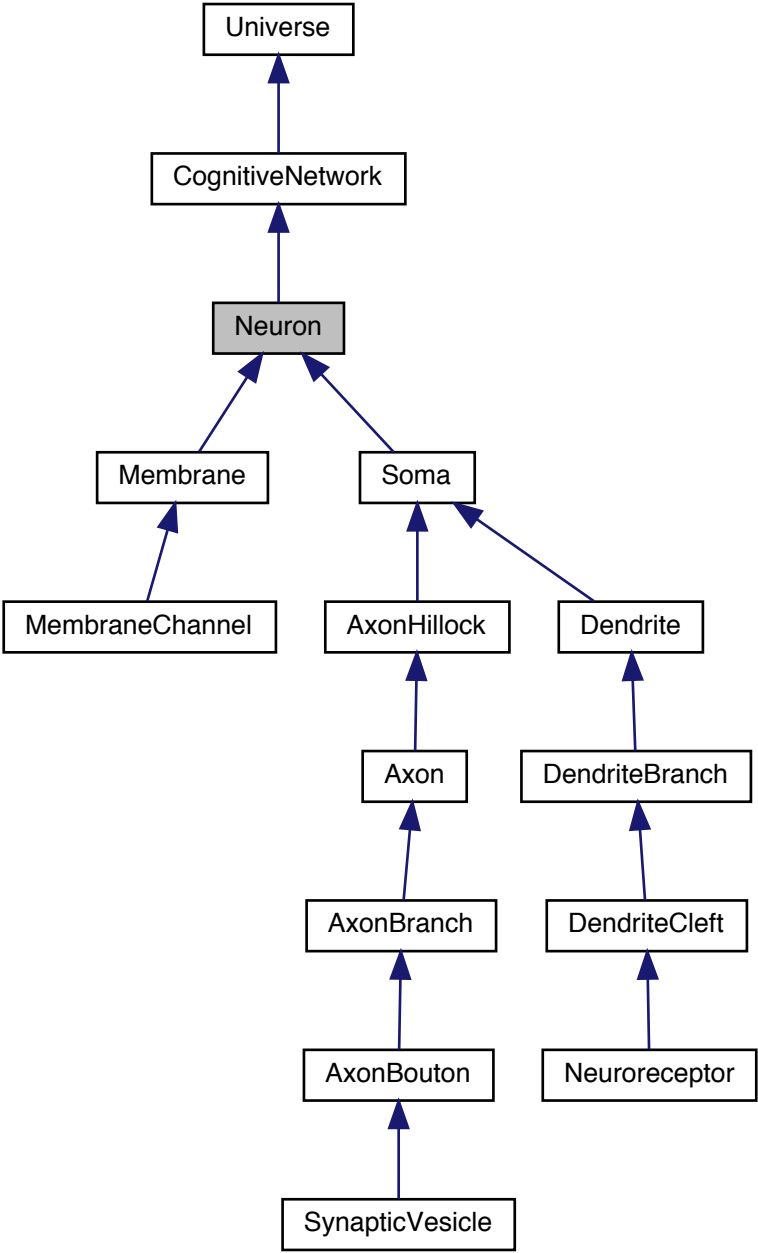 Universe
CognitiveNetwork
Neuron
Membrane
Soma
MembraneChannel
AxonHillock
Dendrite
Axon
DendriteBranch
AxonBranch
DendriteCleft
AxonBouton
Neuroreceptor
SynapticVesicle